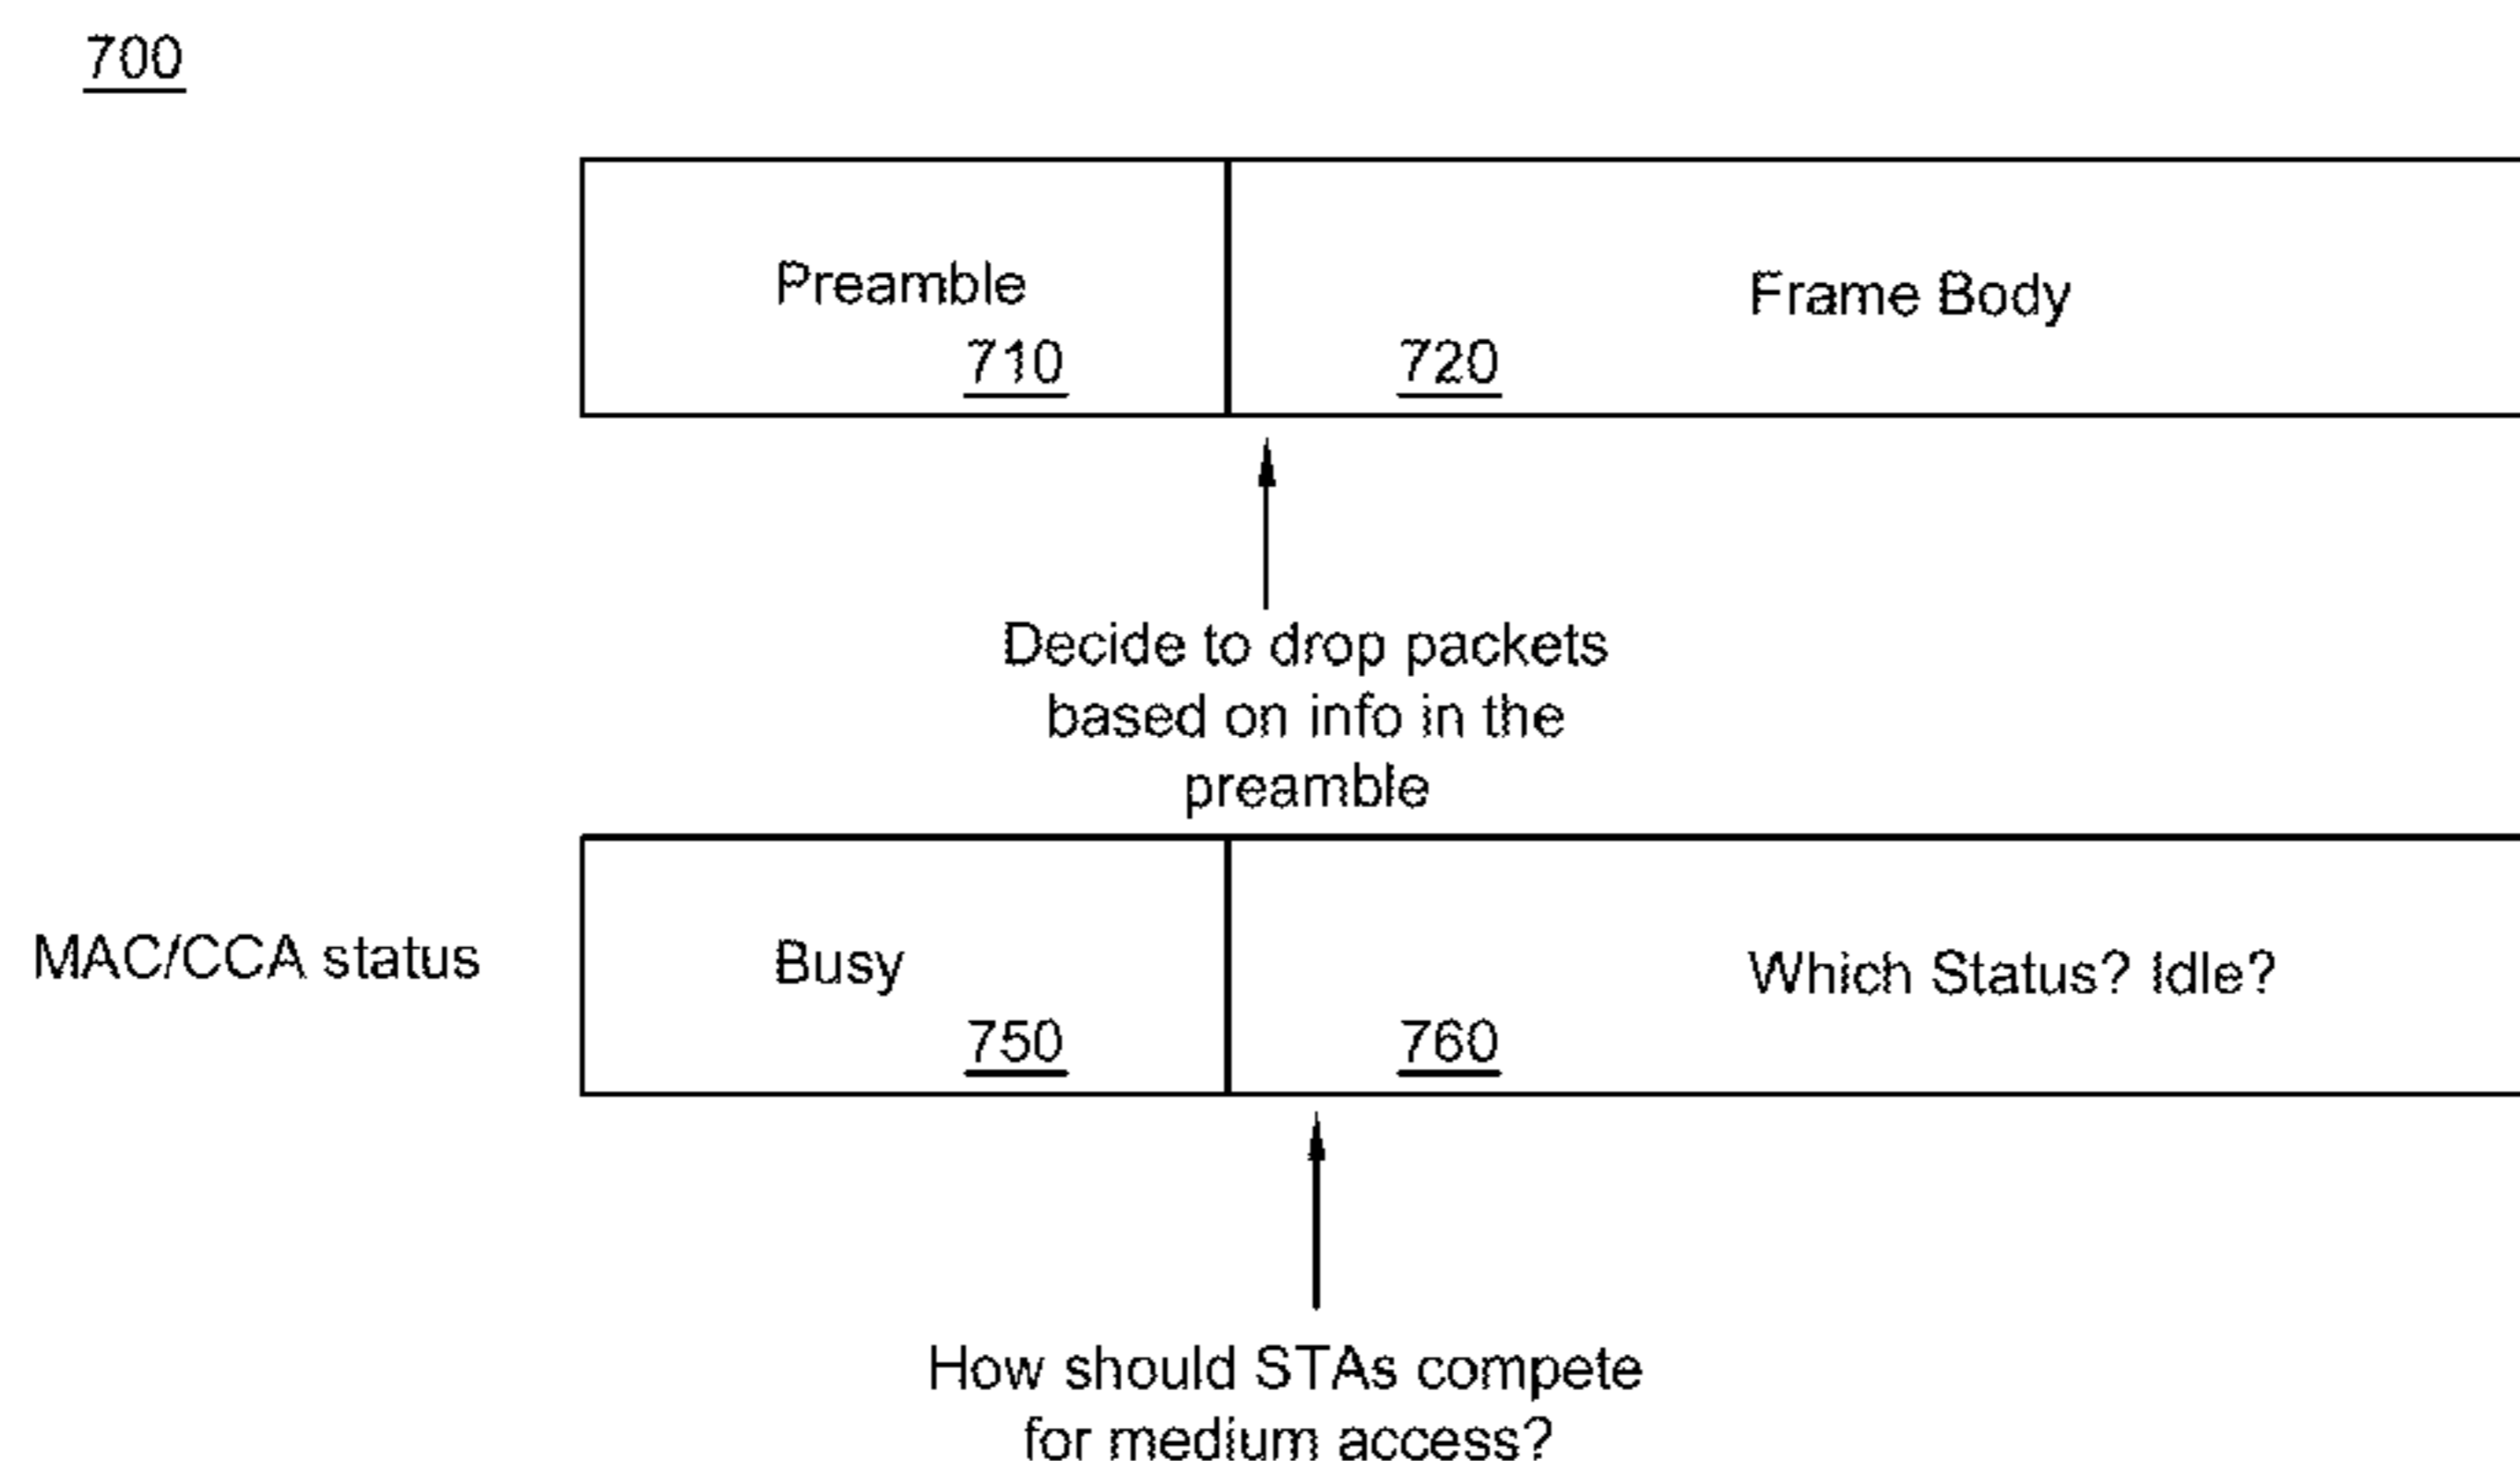 700
Preamble
Frame Body
710
720
Decide to drop packets
based on info in the
preamble
MAC/CCA status
Busy
Which Status? Idle?
750
760
How should STAs compete
for medium access?